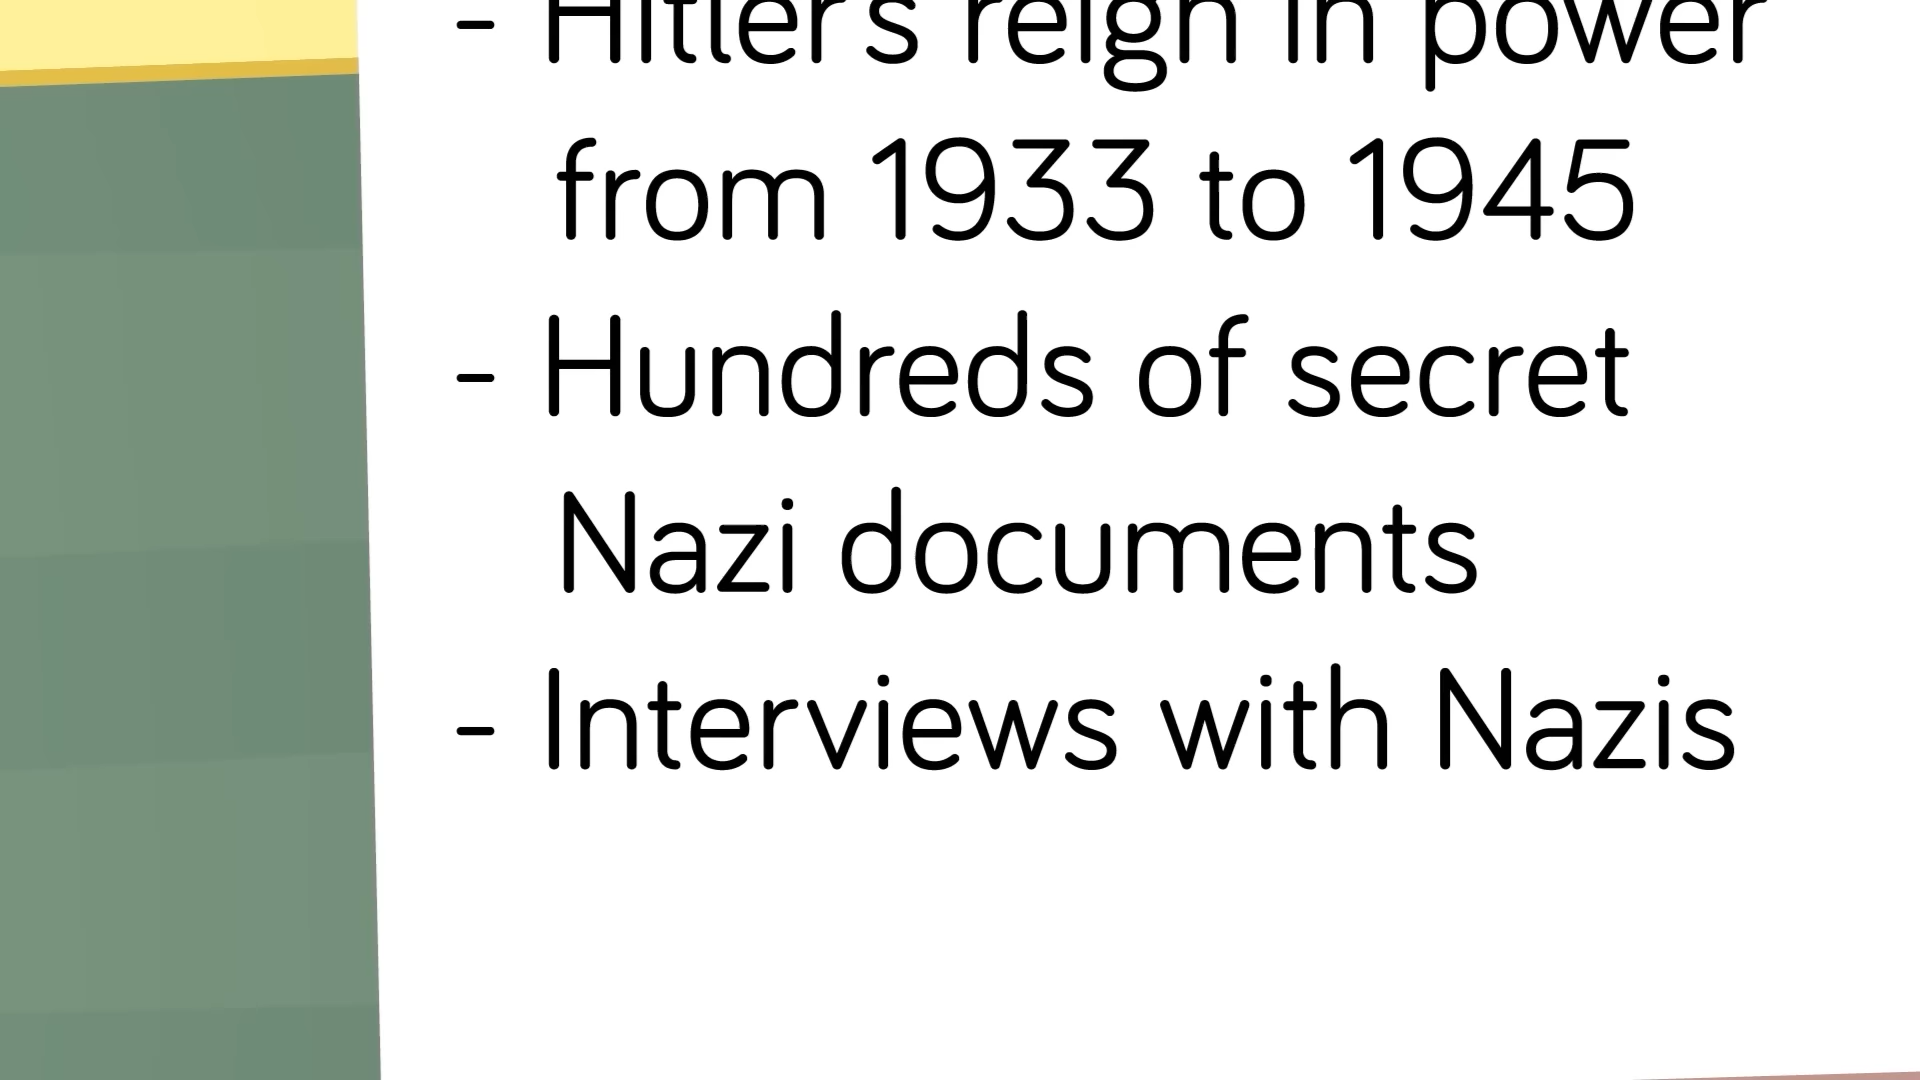 - Hitler's reign in power
from 1933 to 1945
- Hundreds of secret
Nazi documents
- Interviews with Nazis